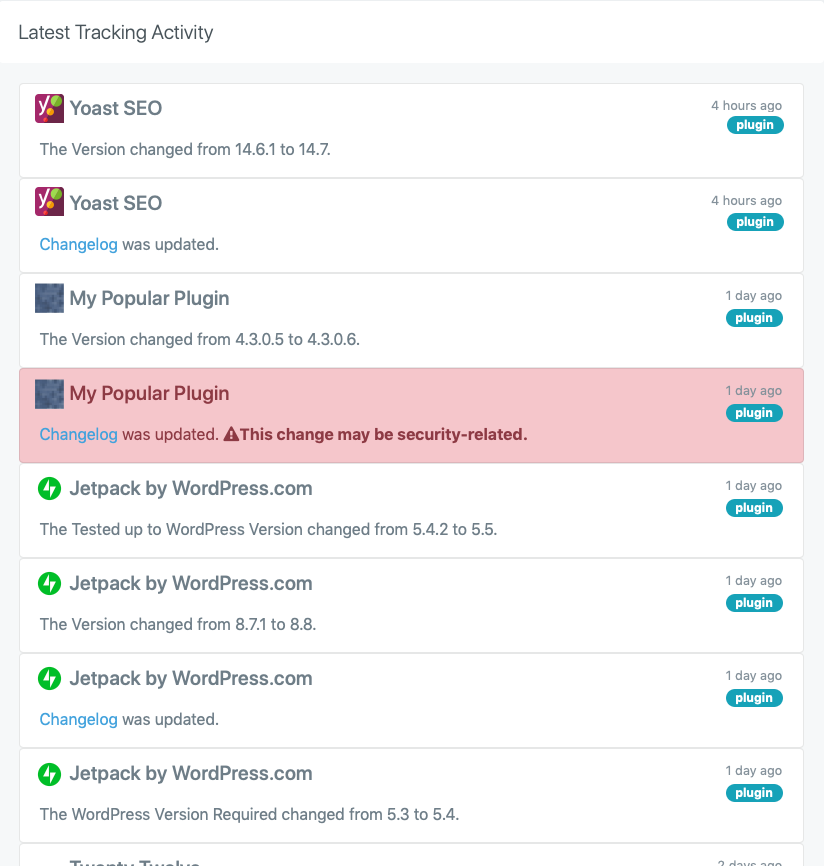 Latest Tracking Activity
Yoast SEO
4 hours ago
plugin
The Version changed from 14.6.1 to 14.7.
Yoast SEO
4 hours ago
plugin
Changelog was updated.
My Popular Plugin
1 day ago
plugin
The Version changed from 4.3.0.5 to 4.3.0.6.
My Popular Plugin
1 day ago
plugin
Changelog was updated. This change may be security-related.
Jetpack by WordPress.com
1 day ago
plugin
The Tested up to WordPress Version changed from 5.4.2 to 5.5.
Jetpack by WordPress.com
1 day ago
plugin
The Version changed from 8.7.1 to 8.8.
Jetpack by WordPress.com
1 day ago
plugin
Changelog was updated.
Jetpack by WordPress.com
1 day ago
plugin
The WordPress Version Required changed from 5.3 to 5.4.
Twenty Twelve
2 days ago